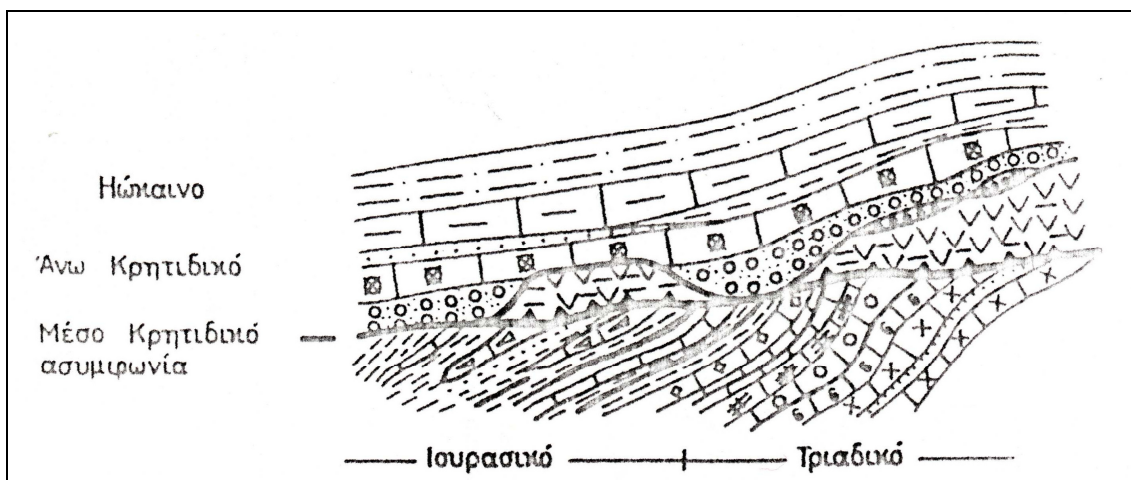 Ηώκαινο
Άνω Κρητιδικό
Μέσο Κρητιδικό
ασυμφωνία
Ιουρασικό
Τριαδικό